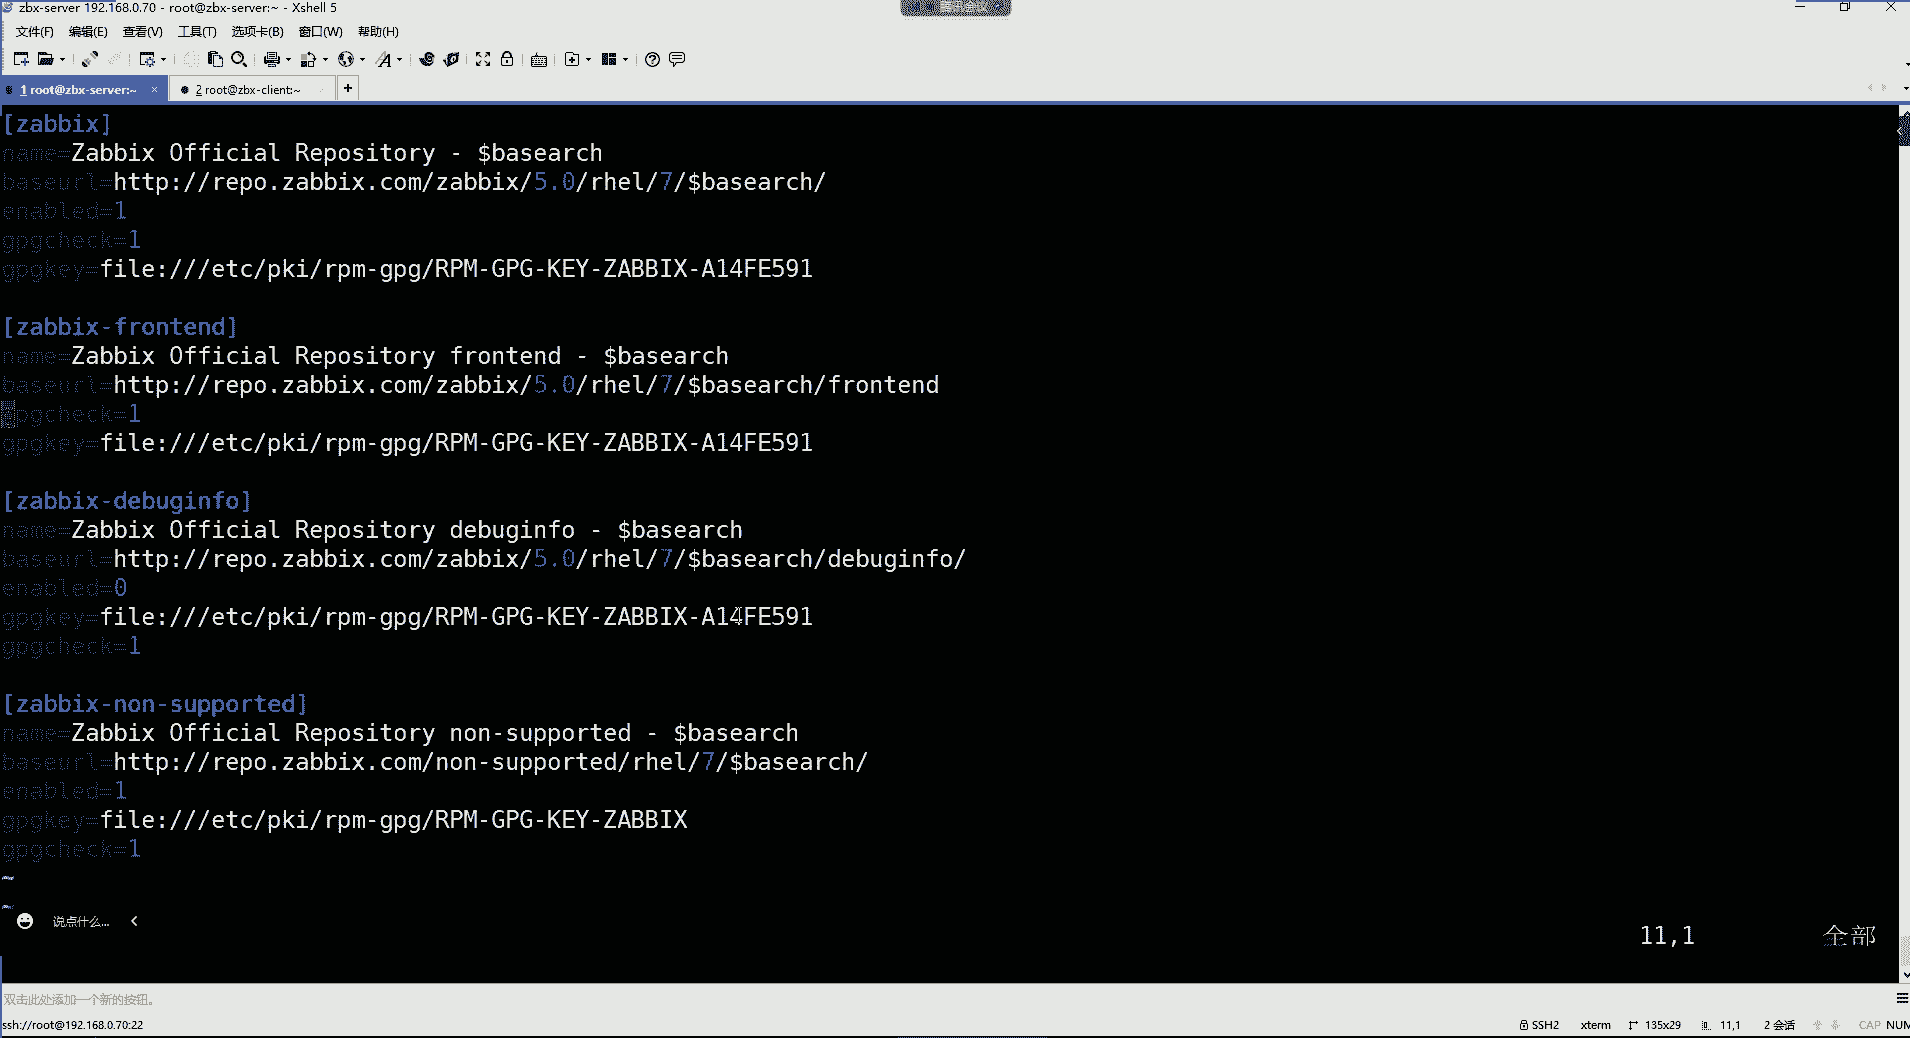 zbx-server 192.168.0.70 - root@zbx-server:~ - Xshell 5
文件(F) 编辑(E) 查看(V) 工具(T) 选项卡(B) 窗口(W) 帮助(H)
1 root@zbx-server:~ × 2 root@zbx-client:~ +
[zabbix]
name=Zabbix Official Repository - $basearch
baseurl=http://repo.zabbix.com/zabbix/5.0/rhel/7/$basearch/
enabled=1
gpgcheck=1
gpgkey=file:///etc/pki/rpm-gpg/RPM-GPG-KEY-ZABBIX-A14FE591
[zabbix-frontend]
name=Zabbix Official Repository frontend - $basearch
baseurl=http://repo.zabbix.com/zabbix/5.0/rhel/7/$basearch/frontend
gpgcheck=1
gpgkey=file:///etc/pki/rpm-gpg/RPM-GPG-KEY-ZABBIX-A14FE591
[zabbix-debuginfo]
name=Zabbix Official Repository debuginfo - $basearch
baseurl=http://repo.zabbix.com/zabbix/5.0/rhel/7/$basearch/debuginfo/
enabled=0
gpgkey=file:///etc/pki/rpm-gpg/RPM-GPG-KEY-ZABBIX-A14FE591
gpgcheck=1
[zabbix-non-supported]
name=Zabbix Official Repository non-supported - $basearch
baseurl=http://repo.zabbix.com/non-supported/rhel/7/$basearch/
enabled=1
gpgkey=file:///etc/pki/rpm-gpg/RPM-GPG-KEY-ZABBIX
gpgcheck=1
~
~
说点什么...
11,1 全部
双击此处添加一个新的按钮。
ssh://root@192.168.0.70:22 SSH2 xterm 135x29 11,1 2 会话 CAP NUM